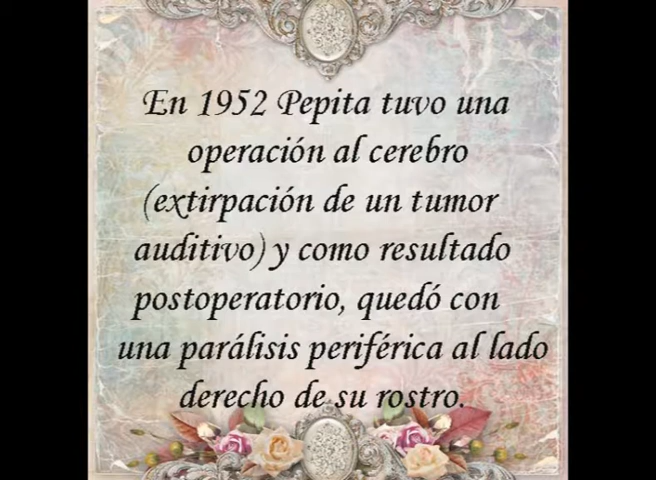 En 1952 Pepita tuvo una
operación al cerebro
(extirpación de un tumor
auditivo) y como resultado
postoperatorio, quedó con
una parálisis periférica al lado
derecho de su rostro.